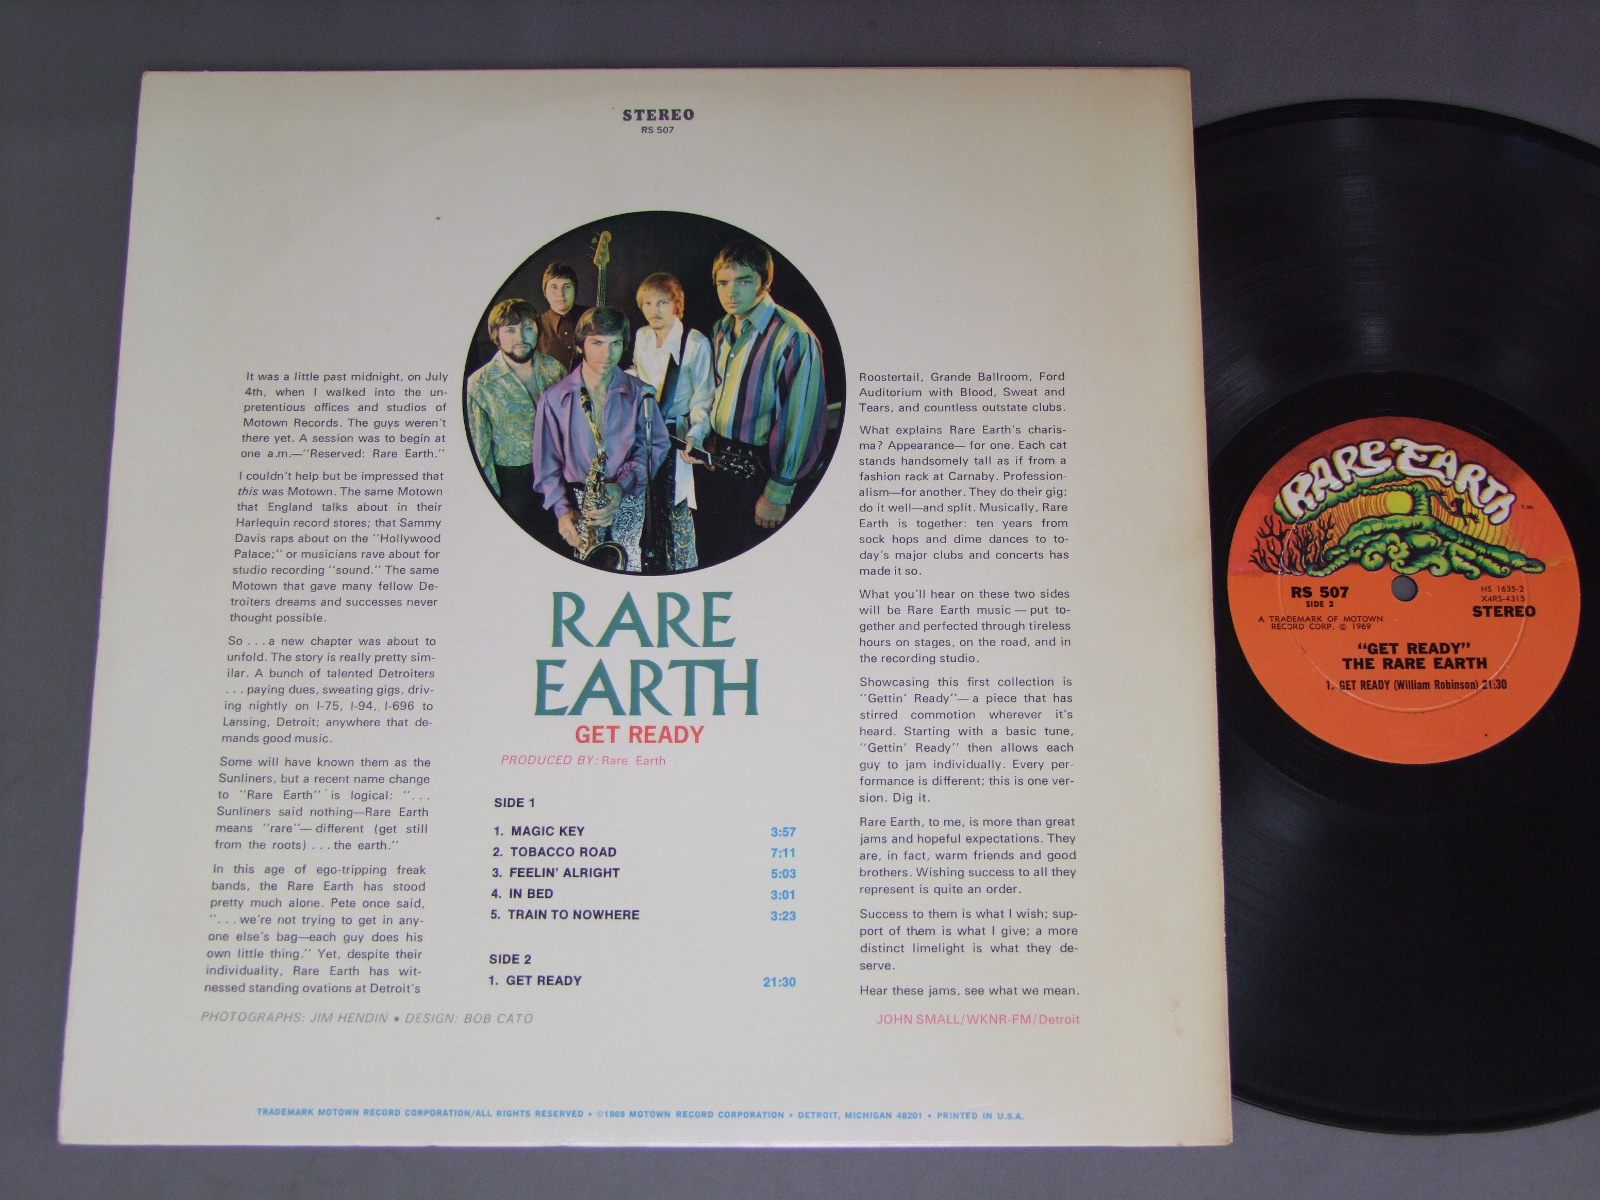 STEREO
RS 507
It was a little past midnight, on July
4th, when I walked into the un-
pretentious offices and studios of
Motown Records. The guys weren't
there yet. A session was to begin at
one a.m.—"Reserved: Rare Earth."
I couldn't help but be impressed that
this was Motown. The same Motown
that England talks about in their
Harlequin record stores; that Sammy
Davis raps about on the "Hollywood
Palace;" or musicians rave about for
studio recording "sound." The same
Motown that gave many fellow De-
troiters dreams and successes never
thought possible.
So . . . a new chapter was about to
unfold. The story is really pretty sim-
ilar. A bunch of talented Detroiters
. . . paying dues, sweating gigs, driv-
ing nightly on I-75, I-94, I-696 to
Lansing, Detroit; anywhere that de-
mands good music.
Some will have known them as the
Sunliners, but a recent name change
to "Rare Earth" is logical: ". . .
Sunliners said nothing—Rare Earth
means "rare"—different (get still
from the roots) . . . the earth."
In this age of ego-tripping freak
bands, the Rare Earth has stood
pretty much alone. Pete once said,
". . . we're not trying to get in any-
one else's bag—each guy does his
own little thing." Yet, despite their
individuality, Rare Earth has wit-
nessed standing ovations at Detroit's
PHOTOGRAPHS: JIM HENDIN • DESIGN: BOB CATO
RARE
EARTH
GET READY
PRODUCED BY: Rare Earth
SIDE 1
1. MAGIC KEY 3:57
2. TOBACCO ROAD 7:11
3. FEELIN' ALRIGHT 5:03
4. IN BED 3:01
5. TRAIN TO NOWHERE 3:23
SIDE 2
1. GET READY 21:30
Roostertail, Grande Ballroom, Ford
Auditorium with Blood, Sweat and
Tears, and countless outstate clubs.
What explains Rare Earth's charis-
ma? Appearance— for one. Each cat
stands handsomely tall as if from a
fashion rack at Carnaby. Profession-
alism—for another. They do their gig;
do it well—and split. Musically, Rare
Earth is together: ten years from
sock hops and dime dances to to-
day's major clubs and concerts has
made it so.
What you'll hear on these two sides
will be Rare Earth music — put to-
gether and perfected through tireless
hours on stages, on the road, and in
the recording studio.
Showcasing this first collection is
"Gettin' Ready"— a piece that has
stirred commotion wherever it's
heard. Starting with a basic tune,
"Gettin' Ready" then allows each
guy to jam individually. Every per-
formance is different; this is one ver-
sion. Dig it.
Rare Earth, to me, is more than great
jams and hopeful expectations. They
are, in fact, warm friends and good
brothers. Wishing success to all they
represent is quite an order.
Success to them is what I wish; sup-
port of them is what I give; a more
distinct limelight is what they de-
serve.
Hear these jams, see what we mean.
JOHN SMALL/WKNR-FM/Detroit
TRADEMARK MOTOWN RECORD CORPORATION/ALL RIGHTS RESERVED • ©1969 MOTOWN RECORD CORPORATION • DETROIT, MICHIGAN 48201 • PRINTED IN U.S.A.
RARE EARTH
T.M.
RS 507
SIDE 2
HS 1635-2
X4RS-4315
STEREO
A TRADEMARK OF MOTOWN
RECORD CORP. © 1969
"GET READY"
THE RARE EARTH
1. GET READY (William Robinson) 21:30